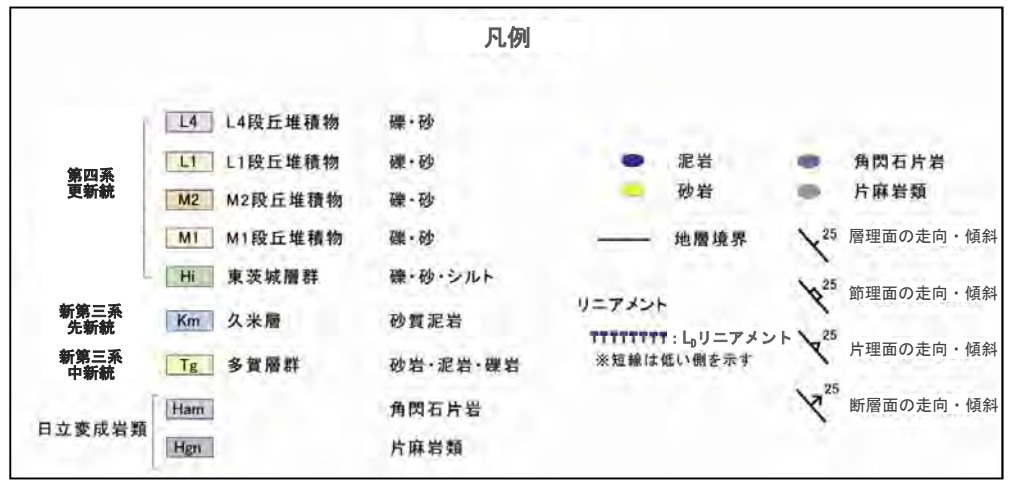 凡例
第四系
更新統
L4 L4段丘堆積物 礫・砂
L1 L1段丘堆積物 礫・砂
M2 M2段丘堆積物 礫・砂
M1 M1段丘堆積物 礫・砂
Hi 東茨城層群 礫・砂・シルト
新第三系
先新統
Km 久米層 砂質泥岩
新第三系
中新統
Tg 多賀層群 砂岩・泥岩・礫岩
日立変成岩類
Ham 角閃石片岩
Hgn 片麻岩類
泥岩
砂岩
地層境界
リニアメント
:LDリニアメント
※短線は低い側を示す
角閃石片岩
片麻岩類
25 層理面の走向・傾斜
25 節理面の走向・傾斜
25 片理面の走向・傾斜
25 断層面の走向・傾斜